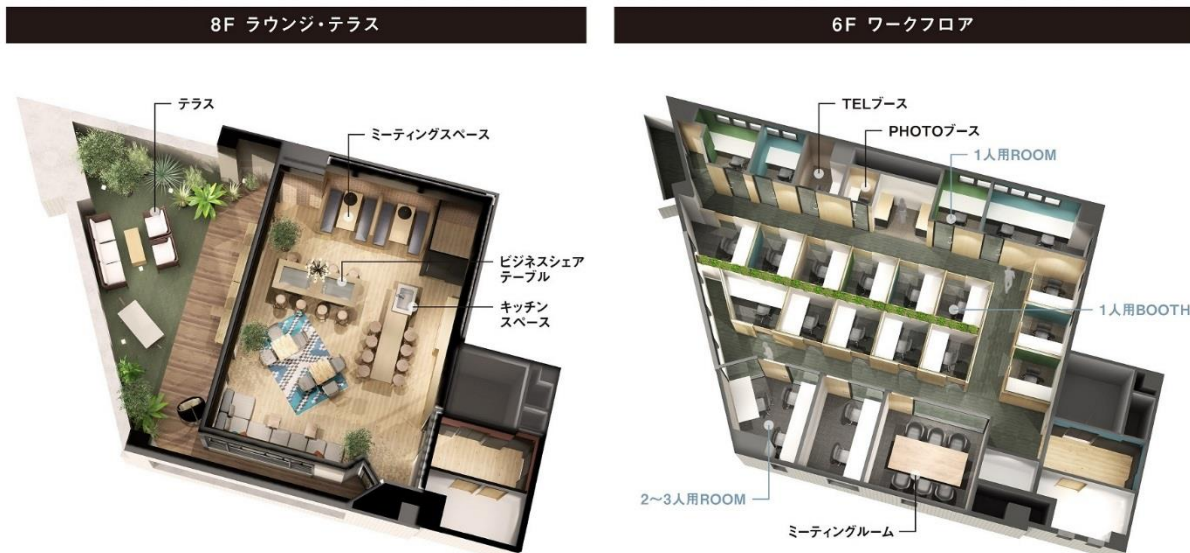 8F ラウンジ・テラス
テラス
ミーティングスペース
ビジネスシェア
テーブル
キッチン
スペース
6F ワークフロア
TELブース
PHOTOブース
1人用ROOM
1人用BOOTH
2〜3人用ROOM
ミーティングルーム